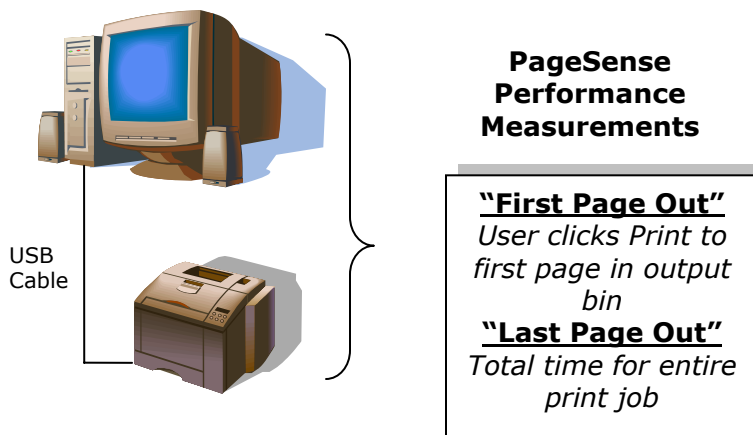 PageSense
Performance
Measurements
“First Page Out”
User clicks Print to
first page in output
bin
“Last Page Out”
Total time for entire
print job
USB
Cable